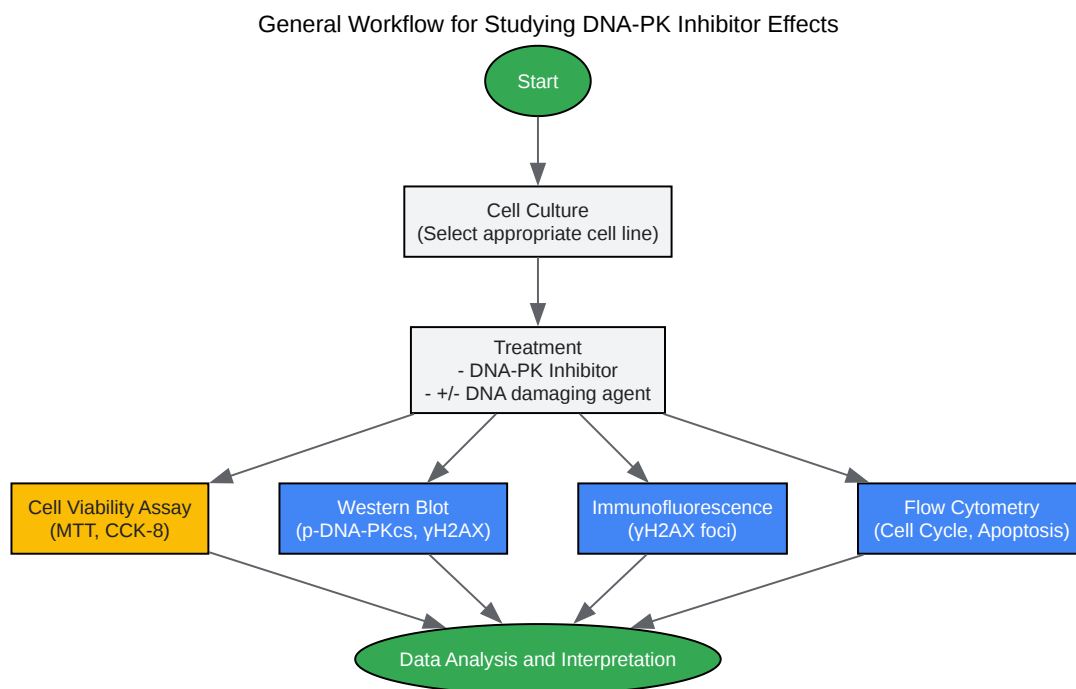 General Workflow for Studying DNA-PK Inhibitor Effects
Start
Cell Culture
(Select appropriate cell line)
Treatment
- DNA-PK Inhibitor
- +/- DNA damaging agent
Cell Viability Assay
(MTT, CCK-8)
Western Blot
(p-DNA-PKcs, γH2AX)
Immunofluorescence
(γH2AX foci)
Flow Cytometry
(Cell Cycle, Apoptosis)
Data Analysis and Interpretation